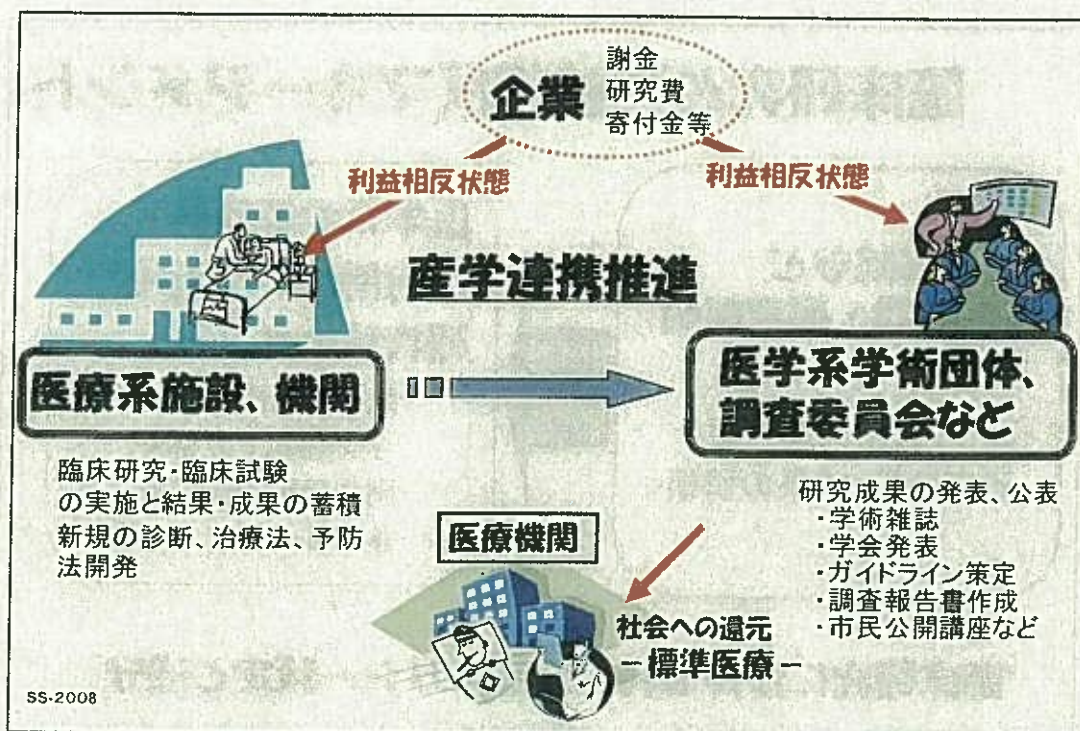 企業
謝金
研究費
寄付金等
利益相反状態
利益相反状態
産学連携推進
医療系施設、機関
医学系学術団体、
調査委員会など
臨床研究・臨床試験
の実施と結果・成果の蓄積
新規の診断、治療法、予防
法開発
研究成果の発表、公表
・学術雑誌
・学会発表
・ガイドライン策定
・調査報告書作成
・市民公開講座など
医療機関
社会への還元
－標準医療－
SS-2008